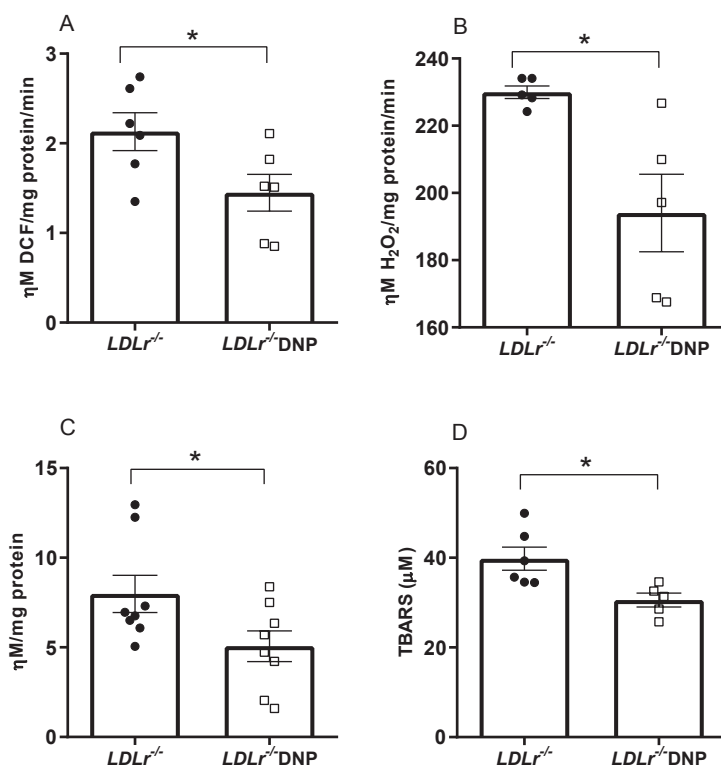 A
*
ηM DCF/mg protein/min
3
2
1
0
LDLr-/-
LDLr-/-DNP
B
*
ηM H2O2/mg protein/min
240
220
200
180
160
LDLr-/-
LDLr-/-DNP
C
*
ηM/mg protein
15
10
5
0
LDLr-/-
LDLr-/-DNP
D
*
TBARS (μM)
60
40
20
0
LDLr-/-
LDLr-/-DNP